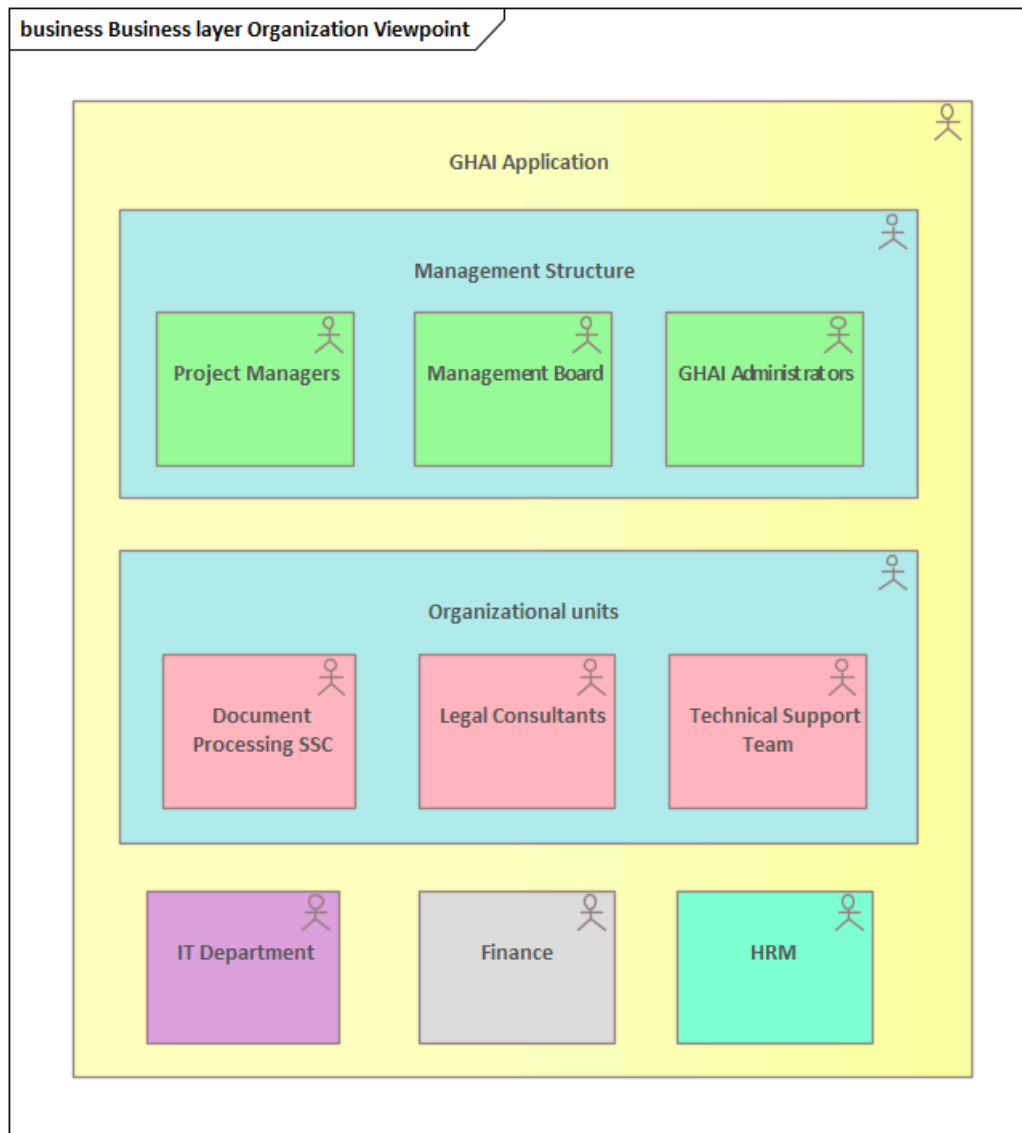 business Business layer Organization Viewpoint
GHAI Application
Management Structure
Project Managers
Management Board
GHAI Administrators
Organizational units
Document
Processing SSC
Legal Consultants
Technical Support
Team
IT Department
Finance
HRM